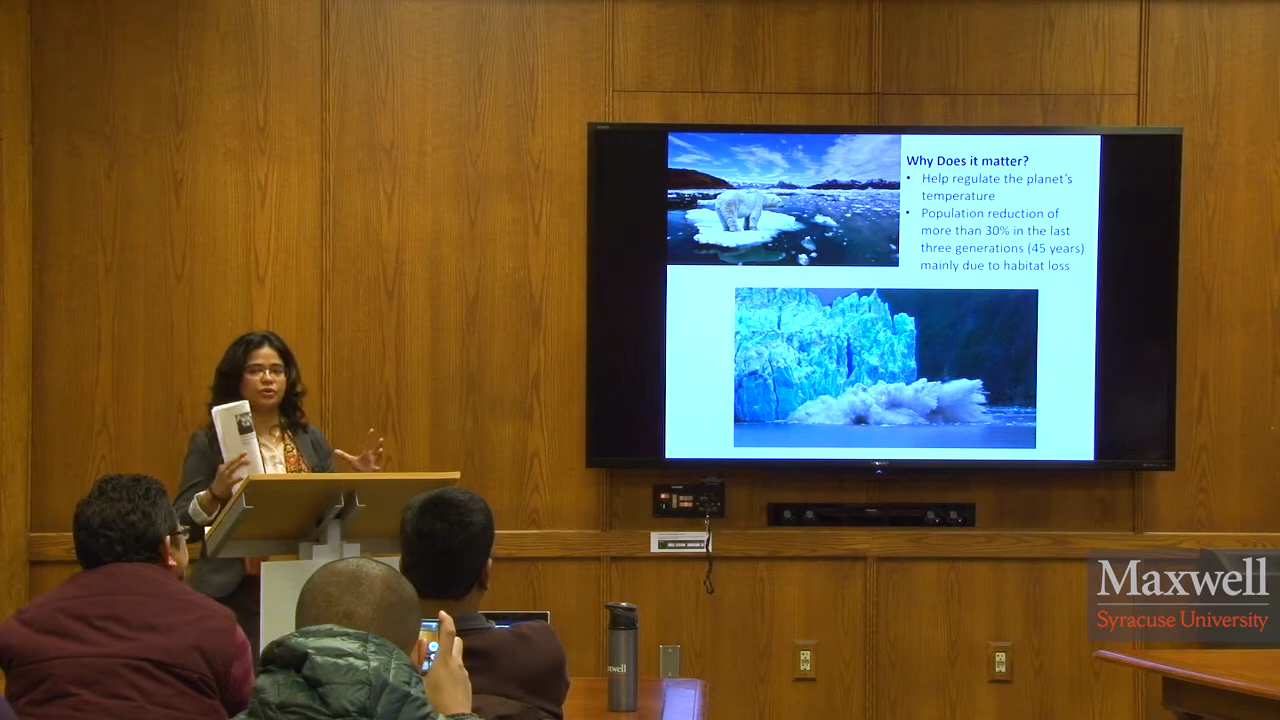 Why Does it matter?
• Help regulate the planet's
temperature
• Population reduction of
more than 30% in the last
three generations (45 years)
mainly due to habitat loss
Maxwell
Syracuse University